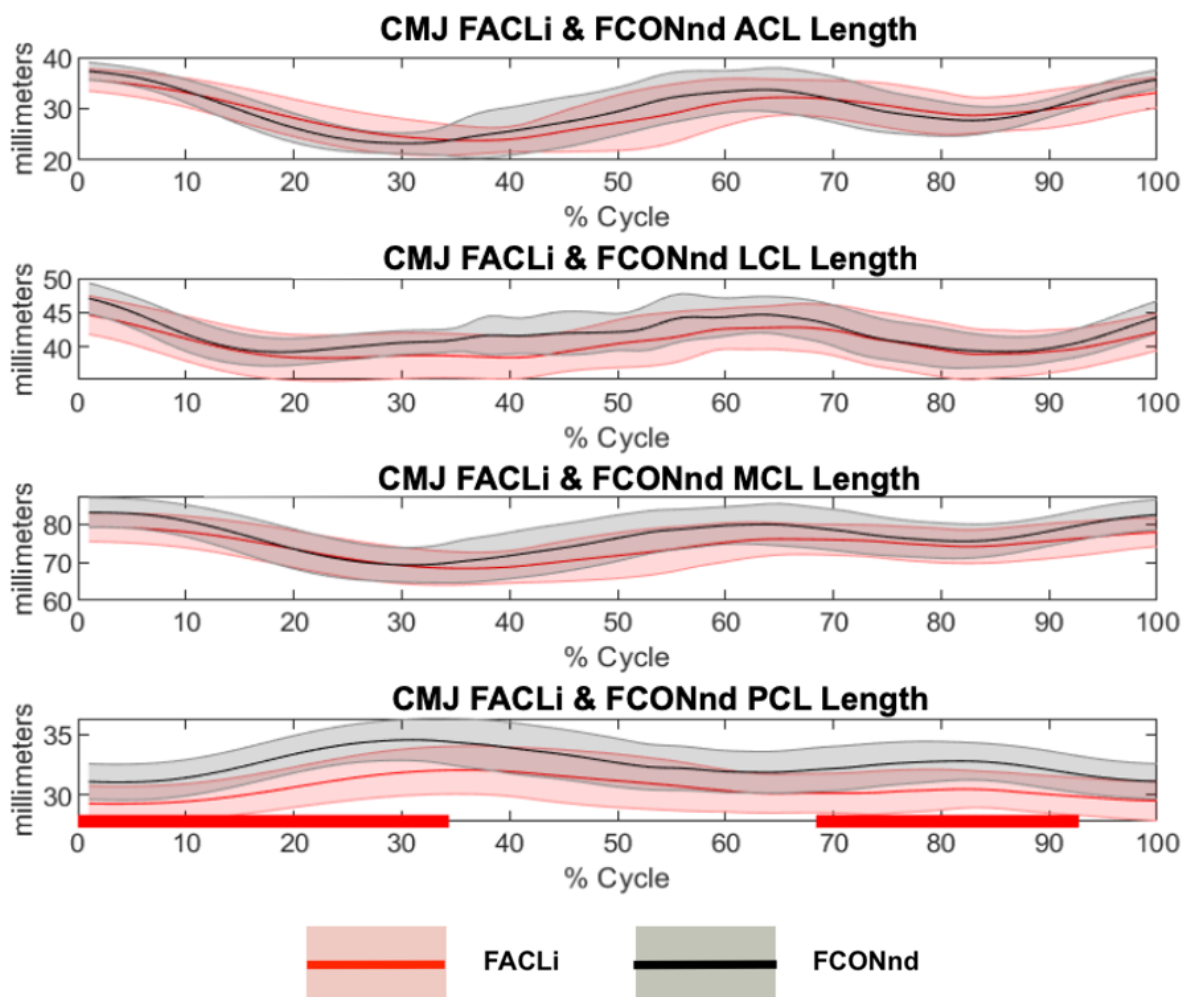 CMJ FACLi & FCONnd ACL Length
millimeters
40
30
20
0 10 20 30 40 50 60 70 80 90 100
% Cycle
CMJ FACLi & FCONnd LCL Length
millimeters
50
45
40
0 10 20 30 40 50 60 70 80 90 100
% Cycle
CMJ FACLi & FCONnd MCL Length
millimeters
80
70
60
0 10 20 30 40 50 60 70 80 90 100
% Cycle
CMJ FACLi & FCONnd PCL Length
millimeters
35
30
0 10 20 30 40 50 60 70 80 90 100
% Cycle
FACLi FCONnd